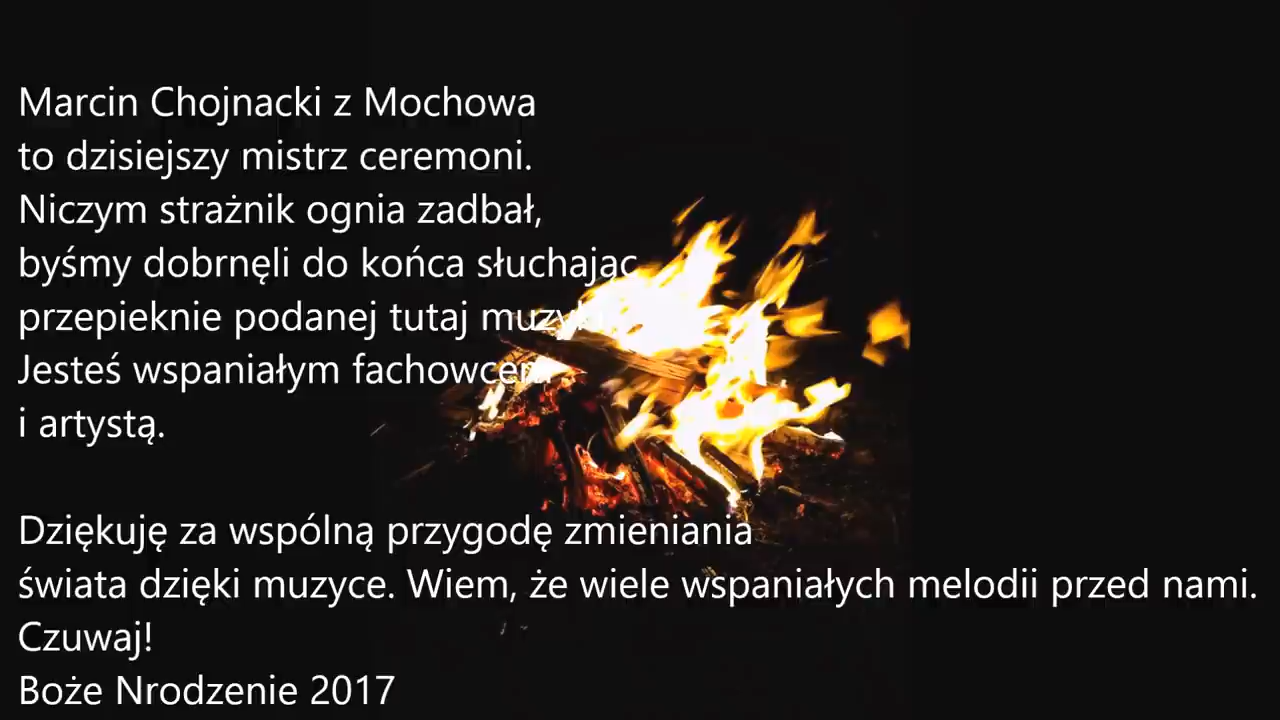 Marcin Chojnacki z Mochowa
to dzisiejszy mistrz ceremoni.
Niczym strażnik ognia zadbał,
byśmy dobrnęli do końca słuchając
przepieknie podanej tutaj muzyki.
Jesteś wspaniałym fachowcem
i artystą.
Dziękuję za wspólną przygodę zmieniania
świata dzięki muzyce. Wiem, że wiele wspaniałych melodii przed nami.
Czuwaj!
Boże Nrodzenie 2017